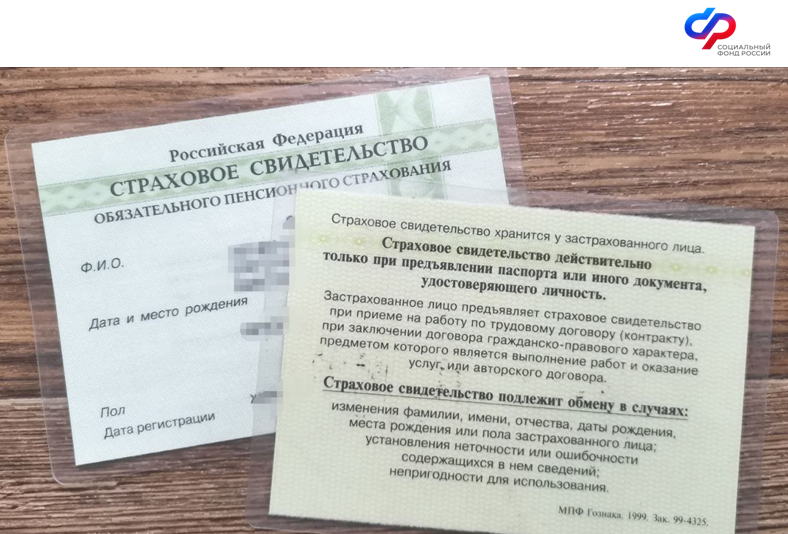 СОЦИАЛЬНЫЙ
ФОНД РОССИИ
Российская Федерация
СТРАХОВОЕ СВИДЕТЕЛЬСТВО
ОБЯЗАТЕЛЬНОГО ПЕНСИОННОГО СТРАХОВАНИЯ
Ф.И.О.
Дата и место рождения
Пол
Дата регистрации
Страховое свидетельство хранится у застрахованного лица.
Страховое свидетельство действительно
только при предъявлении паспорта или иного документа,
удостоверяющего личность.
Застрахованное лицо предъявляет страховое свидетельство
при приеме на работу по трудовому договору (контракту),
при заключении договора гражданско-правового характера,
предметом которого является выполнение работ и оказание
услуг, или авторского договора.
Страховое свидетельство подлежит обмену в случаях:
изменения фамилии, имени, отчества, даты рождения,
места рождения или пола застрахованного лица;
установления неточности или ошибочности
содержащихся в нем сведений;
непригодности для использования.
МПФ Гознака. 1999. Зак. 99-4325.